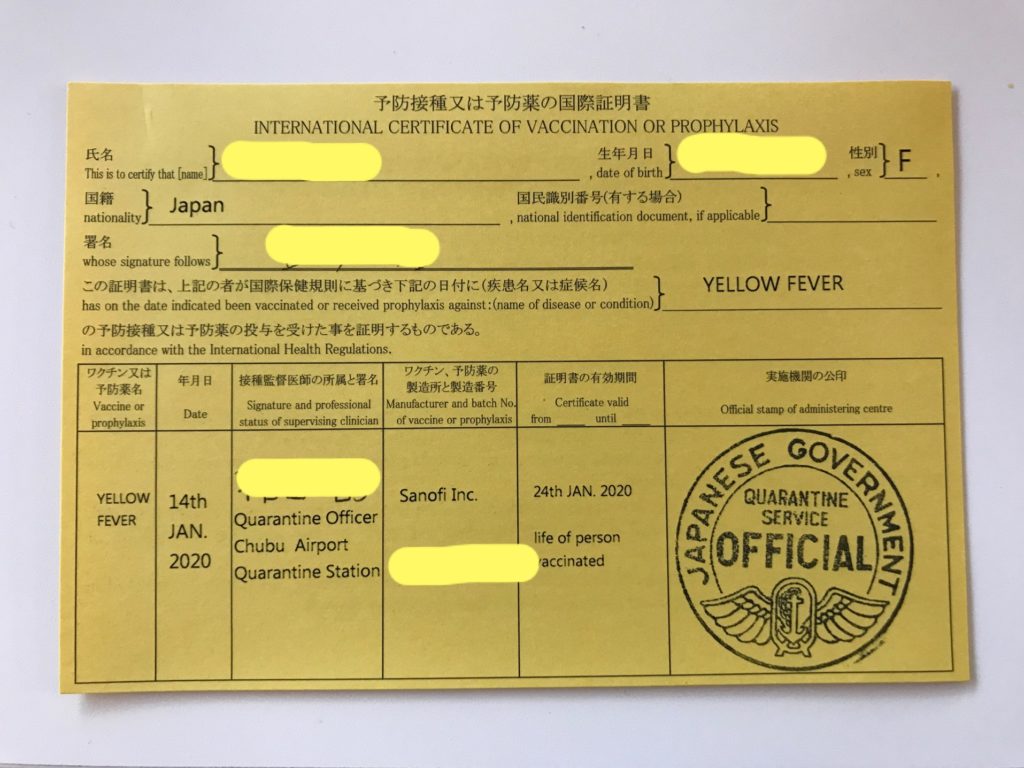 予防接種又は予防薬の国際証明書
INTERNATIONAL CERTIFICATE OF VACCINATION OR PROPHYLAXIS
氏名
This is to certify that [name]
生年月日
, date of birth
性別
, sex
F
,
国籍
nationality
Japan
国民識別番号(有する場合)
, national identification document, if applicable
署名
whose signature follows
この証明書は、上記の者が国際保健規則に基づき下記の日付に(疾患名又は症候名)
has on the date indicated been vaccinated or received prophylaxis against:(name of disease or condition)
YELLOW FEVER
の予防接種又は予防薬の投与を受けた事を証明するものである。
in accordance with the International Health Regulations.
ワクチン又は
予防薬名
Vaccine or
prophylaxis
年月日
Date
接種監督医師の所属と署名
Signature and professional
status of supervising clinician
ワクチン、予防薬の
製造所と製造番号
Manufacturer and batch No.
of vaccine or prophylaxis
証明書の有効期間
Certificate valid
from ____ until ____
実施機関の公印
Official stamp of administering centre
YELLOW
FEVER
14th
JAN.
2020
Quarantine Officer
Chubu Airport
Quarantine Station
Sanofi Inc.
24th JAN. 2020
life of person
vaccinated
JAPANESE GOVERNMENT
QUARANTINE
SERVICE
OFFICIAL